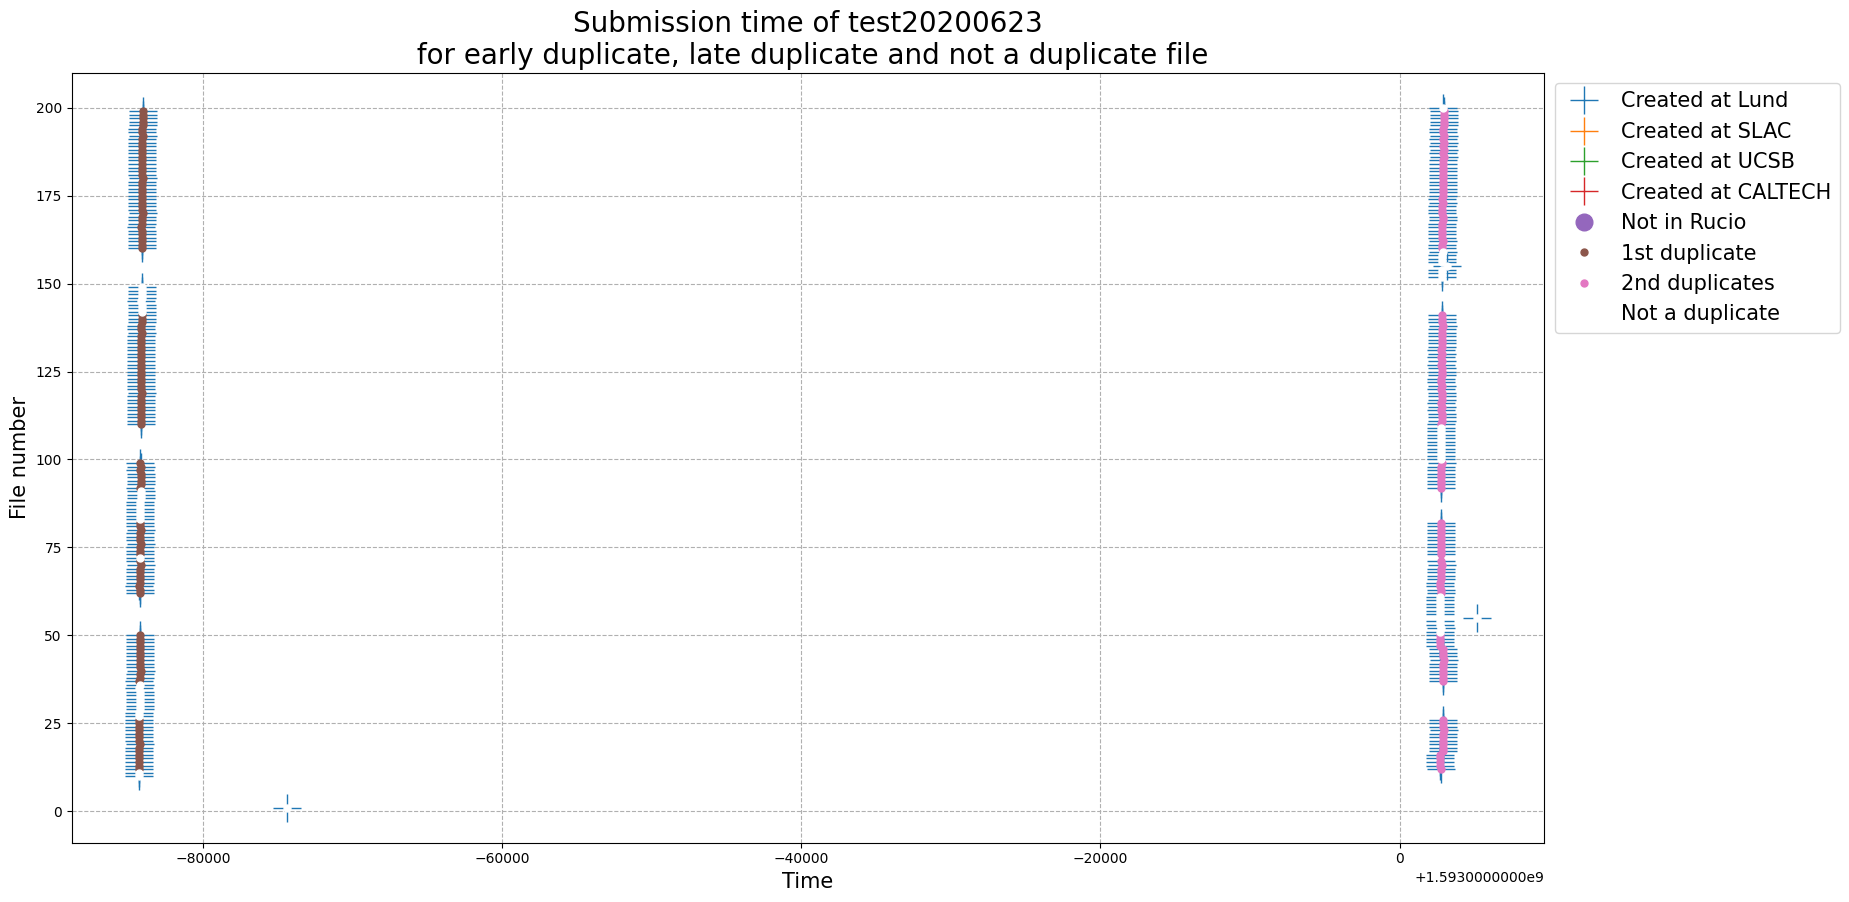 Submission time of test20200623
for early duplicate, late duplicate and not a duplicate file
200
175
150
125
100
75
50
25
0
File number
−80000
−60000
−40000
−20000
0
+1.5930000000e9
Time
Created at Lund
Created at SLAC
Created at UCSB
Created at CALTECH
Not in Rucio
1st duplicate
2nd duplicates
Not a duplicate